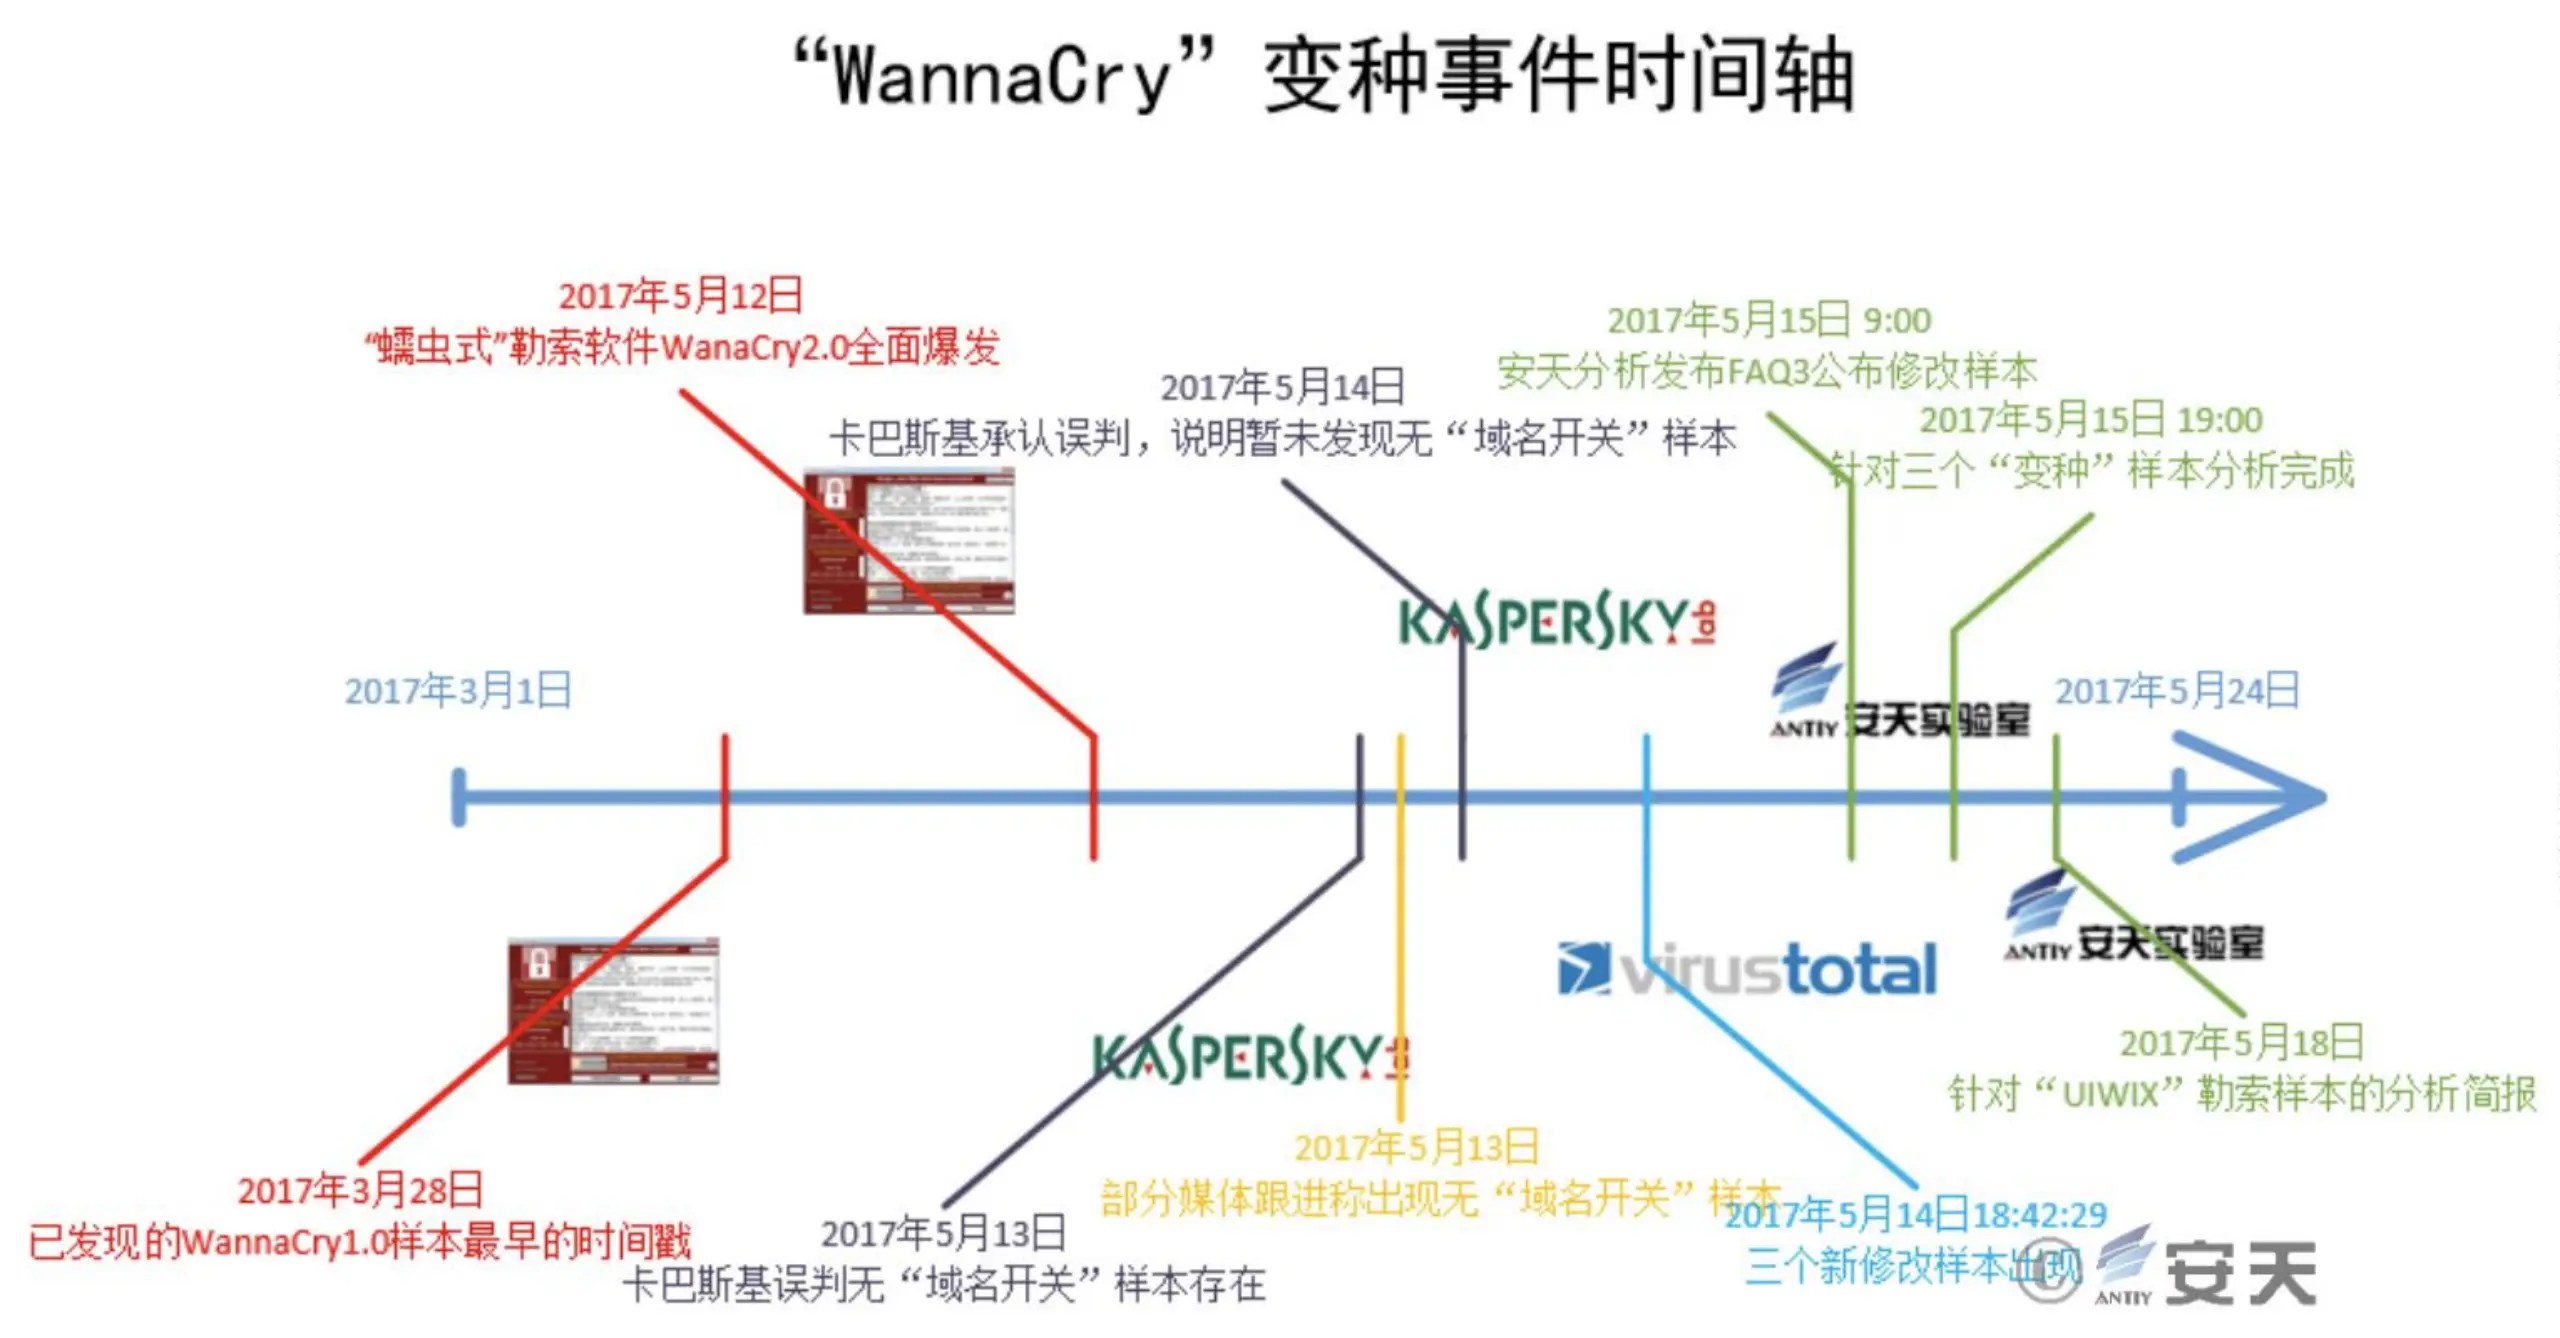 “WannaCry”变种事件时间轴
2017年5月12日
“蠕虫式”勒索软件WanaCry2.0全面爆发
2017年5月14日
卡巴斯基承认误判，说明暂未发现无“域名开关”样本
2017年5月15日 9:00
安天分析发布FAQ3公布修改样本
2017年5月15日 19:00
针对三个“变种”样本分析完成
KASPERSKY lab
2017年3月1日
ANTIY 安天实验室
2017年5月24日
virustotal
ANTIY 安天实验室
KASPERSKY lab
2017年5月18日
针对“UIWIX”勒索样本的分析简报
2017年5月13日
部分媒体跟进称出现无“域名开关”样本
2017年3月28日
已发现的WannaCry1.0样本最早的时间戳
2017年5月13日
卡巴斯基误判无“域名开关”样本存在
2017年5月14日18:42:29
三个新修改样本出现
© ANTIY 安天